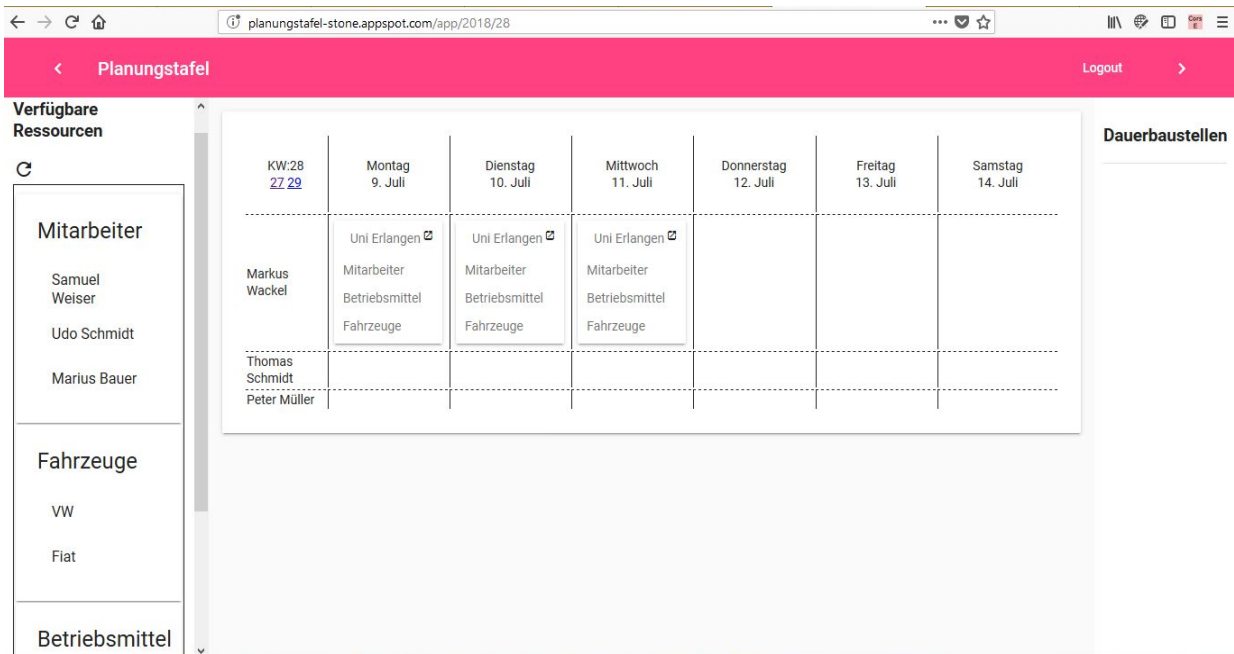 planungstafel-stone.appspot.com/app/2018/28
Planungstafel
Logout
Verfügbare
Ressourcen
Mitarbeiter
Samuel
Weiser
Udo Schmidt
Marius Bauer
Fahrzeuge
VW
Fiat
Betriebsmittel
KW:28 Montag Dienstag Mittwoch Donnerstag Freitag Samstag
27 29 9. Juli 10. Juli 11. Juli 12. Juli 13. Juli 14. Juli
Uni Erlangen Uni Erlangen Uni Erlangen
Markus
Wackel
Mitarbeiter Mitarbeiter Mitarbeiter
Betriebsmittel Betriebsmittel Betriebsmittel
Fahrzeuge Fahrzeuge Fahrzeuge
Thomas
Schmidt
Peter Müller
Dauerbaustellen